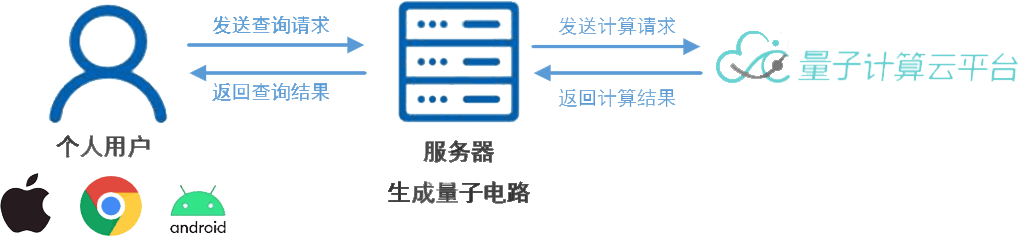 发送查询请求
返回查询结果
发送计算请求
返回计算结果
量子计算云平台
个人用户
服务器
生成量子电路
android